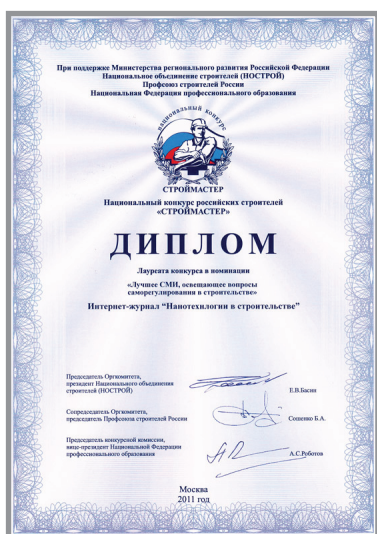 При поддержке Министерства регионального развития Российской Федерации
Национальное объединение строителей (НОСТРОЙ)
Профсоюз строителей России
Национальная Федерация профессионального образования
национальный конкурс
СТРОЙМАСТЕР
Национальный конкурс российских строителей
«СТРОЙМАСТЕР»
ДИПЛОМ
Лауреата конкурса в номинации
«Лучшее СМИ, освещающее вопросы
саморегулирования в строительстве»
Интернет-журнал “Нанотехнлогии в строительстве”
Председатель Оргкомитета,
президент Национального объединения
строителей (НОСТРОЙ)
Е.В.Басин
Сопредседатель Оргкомитета,
председатель Профсоюза строителей России
Сошенко Б.А.
Председатель конкурсной комиссии,
вице-президент Национальной Федерации
профессионального образования
А.С.Роботов
Москва
2011 год